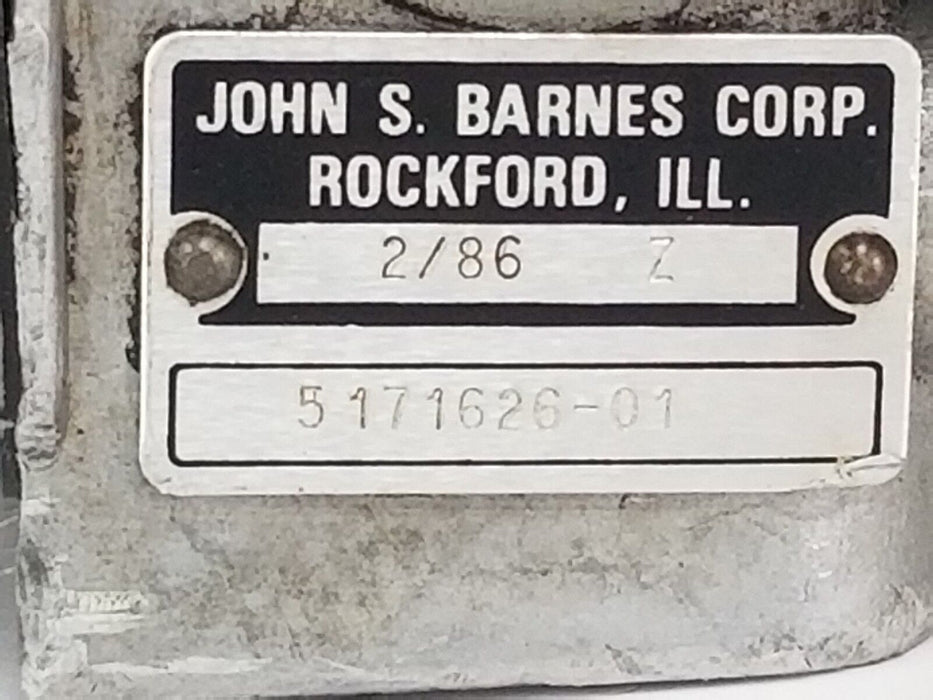 JOHN S. BARNES CORP.
ROCKFORD, ILL.
2/86 Z
5171626-01